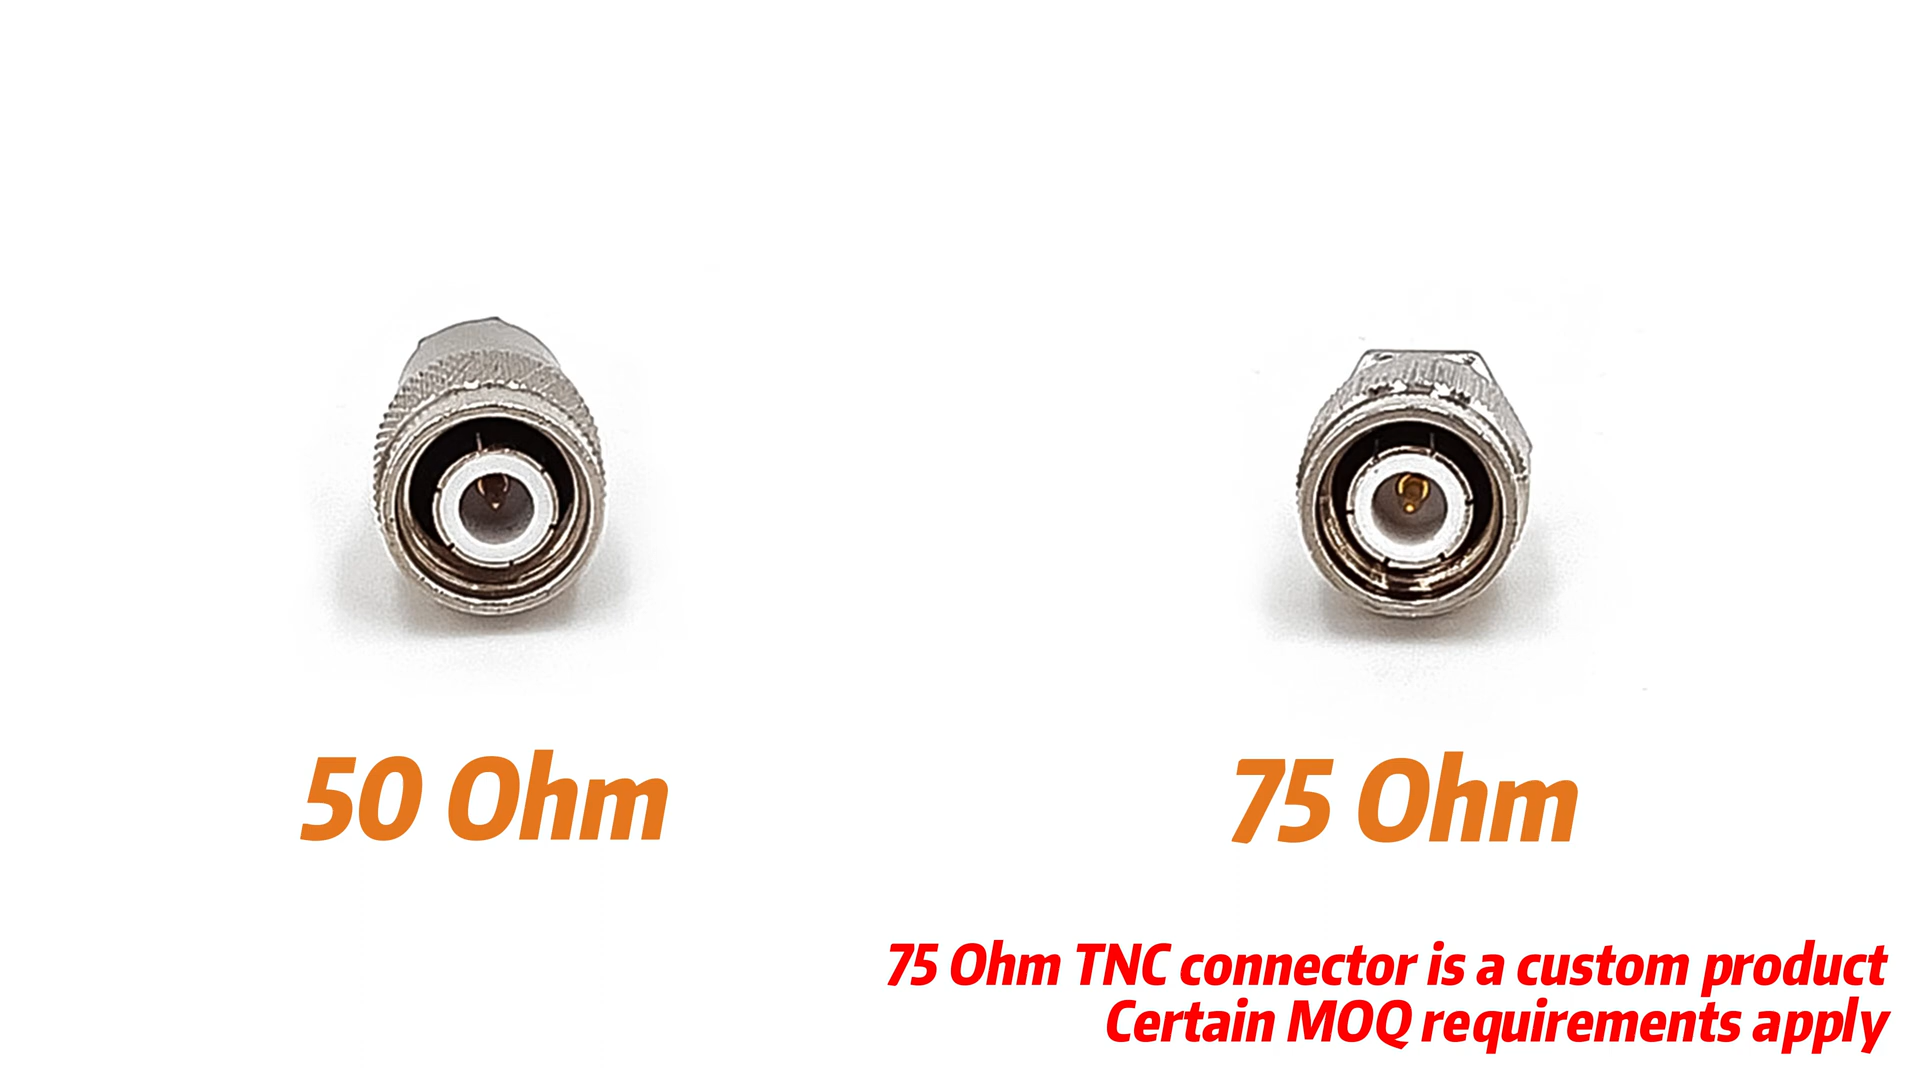 50 Ohm
75 Ohm
75 Ohm TNC connector is a custom product
Certain MOQ requirements apply